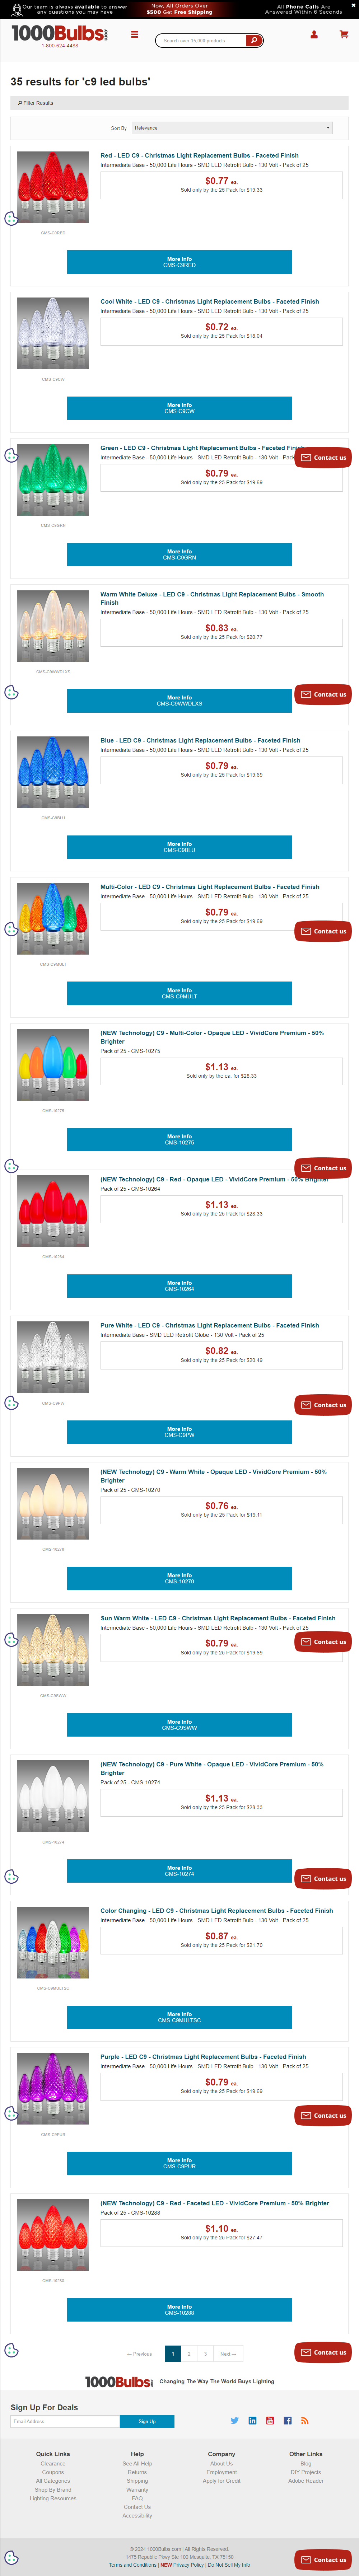 Our team is always available to answer
any questions you may have
Now, All Orders Over
$500 Get Free Shipping
All Phone Calls Are
Answered Within 6 Seconds
1000Bulbs.com
1-800-624-4488
Search over 10,000 products
35 results for 'c9 led bulbs'
Filter Results
Sort By
Relevance
Red - LED C9 - Christmas Light Replacement Bulbs - Faceted Finish
Intermediate Base - 50,000 Life Hours - SMD LED Retrofit Bulb - 130 Volt - Pack of 25
$0.77 ea.
Sold only by the 25 Pack for $19.33
CMS-C9RED
More Info
CMS-C9RED
Cool White - LED C9 - Christmas Light Replacement Bulbs - Faceted Finish
Intermediate Base - 50,000 Life Hours - SMD LED Retrofit Bulb - 130 Volt - Pack of 25
$0.72 ea.
Sold only by the 25 Pack for $18.04
CMS-C9CW
More Info
CMS-C9CW
Green - LED C9 - Christmas Light Replacement Bulbs - Faceted Finish
Intermediate Base - 50,000 Life Hours - SMD LED Retrofit Bulb - 130 Volt - Pack
Contact us
$0.79 ea.
Sold only by the 25 Pack for $19.69
CMS-C9GRN
More Info
CMS-C9GRN
Warm White Deluxe - LED C9 - Christmas Light Replacement Bulbs - Smooth
Finish
Intermediate Base - 50,000 Life Hours - SMD LED Retrofit Bulb - 130 Volt - Pack of 25
$0.83 ea.
Sold only by the 25 Pack for $20.77
CMS-C9WWDLXS
More Info
CMS-C9WWDLXS
Contact us
Blue - LED C9 - Christmas Light Replacement Bulbs - Faceted Finish
Intermediate Base - 50,000 Life Hours - SMD LED Retrofit Bulb - 130 Volt - Pack of 25
$0.79 ea.
Sold only by the 25 Pack for $19.69
CMS-C9BLU
More Info
CMS-C9BLU
Multi-Color - LED C9 - Christmas Light Replacement Bulbs - Faceted Finish
Intermediate Base - 50,000 Life Hours - SMD LED Retrofit Bulb - 130 Volt - Pack of 25
$0.79 ea.
Sold only by the 25 Pack for $19.69
Contact us
CMS-C9MULT
More Info
CMS-C9MULT
(NEW Technology) C9 - Multi-Color - Opaque LED - VividCore Premium - 50%
Brighter
Pack of 25 - CMS-10275
$1.13 ea.
Sold only by the ea. for $28.33
CMS-10275
More Info
CMS-10275
Contact us
(NEW Technology) C9 - Red - Opaque LED - VividCore Premium - 50% Brighter
Pack of 25 - CMS-10264
$1.13 ea.
Sold only by the 25 Pack for $28.33
CMS-10264
More Info
CMS-10264
Pure White - LED C9 - Christmas Light Replacement Bulbs - Faceted Finish
Intermediate Base - SMD LED Retrofit Globe - 130 Volt - Pack of 25
$0.82 ea.
Sold only by the 25 Pack for $20.49
CMS-C9PW
Contact us
More Info
CMS-C9PW
(NEW Technology) C9 - Warm White - Opaque LED - VividCore Premium - 50%
Brighter
Pack of 25 - CMS-10270
$0.76 ea.
Sold only by the 25 Pack for $19.11
CMS-10270
More Info
CMS-10270
Sun Warm White - LED C9 - Christmas Light Replacement Bulbs - Faceted Finish
Intermediate Base - 50,000 Life Hours - SMD LED Retrofit Bulb - 130 Volt - Pack of 25
$0.79 ea.
Sold only by the 25 Pack for $19.69
Contact us
CMS-C9SWW
More Info
CMS-C9SWW
(NEW Technology) C9 - Pure White - Opaque LED - VividCore Premium - 50%
Brighter
Pack of 25 - CMS-10274
$1.13 ea.
Sold only by the 25 Pack for $28.33
CMS-10274
More Info
CMS-10274
Contact us
Color Changing - LED C9 - Christmas Light Replacement Bulbs - Faceted Finish
Intermediate Base - 50,000 Life Hours - SMD LED Retrofit Bulb - 130 Volt - Pack of 25
$0.87 ea.
Sold only by the 25 Pack for $21.70
CMS-C9MULTSC
More Info
CMS-C9MULTSC
Purple - LED C9 - Christmas Light Replacement Bulbs - Faceted Finish
Intermediate Base - 50,000 Life Hours - SMD LED Retrofit Bulb - 130 Volt - Pack of 25
$0.79 ea.
Sold only by the 25 Pack for $19.69
Contact us
CMS-C9PUR
More Info
CMS-C9PUR
(NEW Technology) C9 - Red - Faceted LED - VividCore Premium - 50% Brighter
Pack of 25 - CMS-10288
$1.10 ea.
Sold only by the 25 Pack for $27.47
CMS-10288
More Info
CMS-10288
← Previous 1 2 3 Next →
Contact us
1000Bulbs.com Changing The Way The World Buys Lighting
Sign Up For Deals
Email Address
Sign Up
Quick Links
Clearance
Coupons
All Categories
Shop By Brand
Lighting Resources
Help
See All Help
Returns
Shipping
Warranty
FAQ
Contact Us
Accessibility
Company
About Us
Employment
Apply for Credit
Other Links
Blog
DIY Projects
Adobe Reader
© 2024 1000Bulbs.com | All Rights Reserved.
1473 Republic Pkwy Ste 100 Mesquite, TX 75150
Terms and Conditions | NEW Privacy Policy | Do Not Sell My Info
Contact us